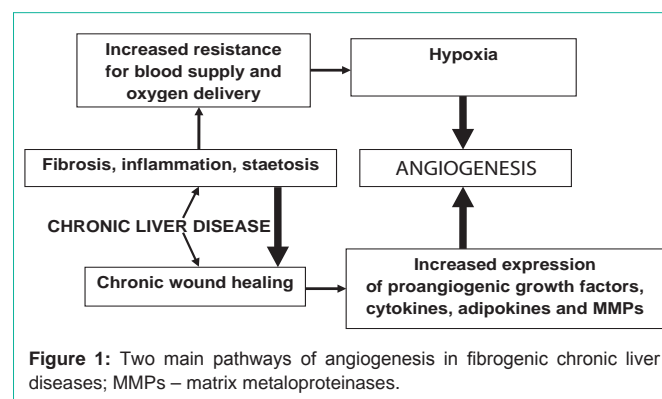 Increased resistance
for blood supply and
oxygen delivery
Hypoxia
Fibrosis, inflammation, staetosis
ANGIOGENESIS
CHRONIC LIVER DISEASE
Chronic wound healing
Increased expression
of proangiogenic growth factors,
cytokines, adipokines and MMPs
Figure 1: Two main pathways of angiogenesis in fibrogenic chronic liver
diseases; MMPs – matrix metaloproteinases.